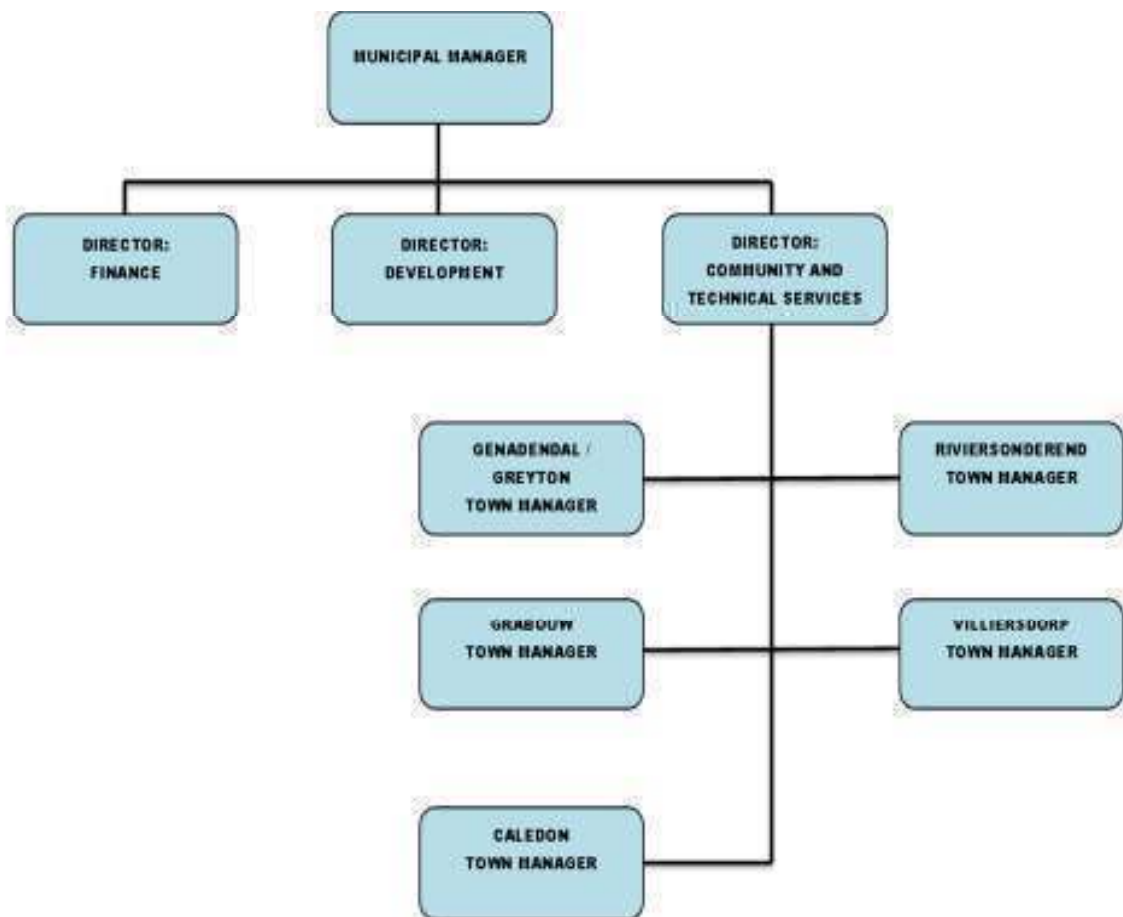 MUNICIPAL MANAGER
DIRECTOR:
FINANCE
DIRECTOR:
DEVELOPMENT
DIRECTOR:
COMMUNITY AND
TECHNICAL SERVICES
GENADENDAL /
GREYTON
TOWN MANAGER
RIVIERSONDEREND
TOWN MANAGER
GRABOUW
TOWN MANAGER
VILLIERSDORP
TOWN MANAGER
CALEDON
TOWN MANAGER